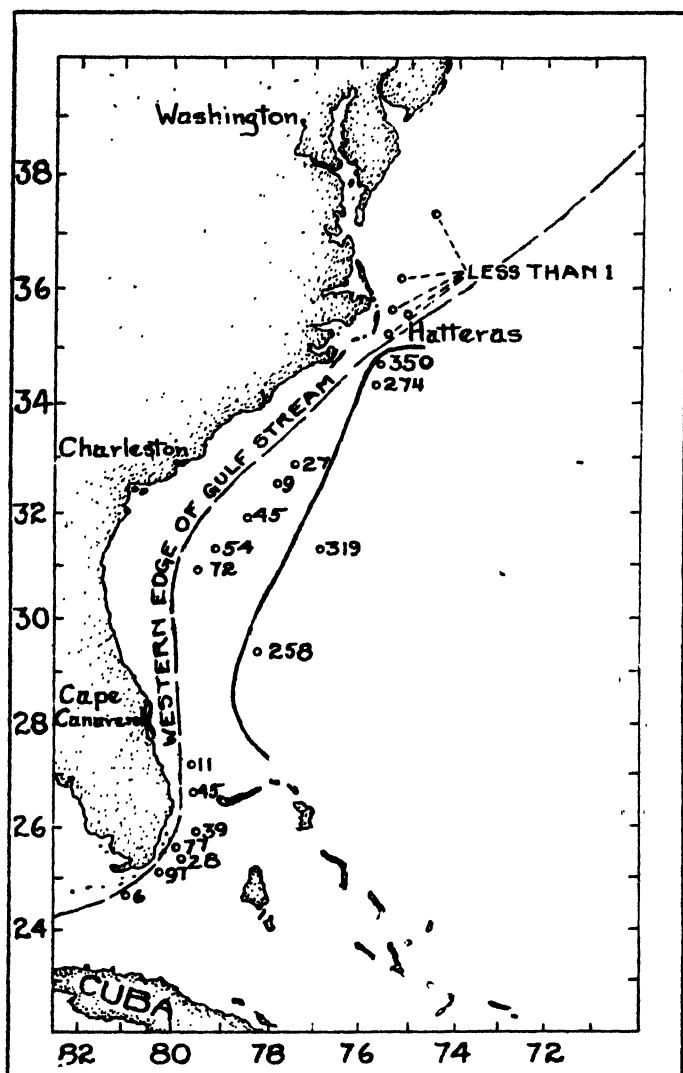 Washington
38
36
LESS THAN 1
Hatteras
350
274
34
Charleston
27
9
WESTERN EDGE OF GULF STREAM
32
45
54
319
72
30
258
Cape
Canaveral
28
11
45
26
39
77
28
97
6
24
CUBA
82 80 78 76 74 72